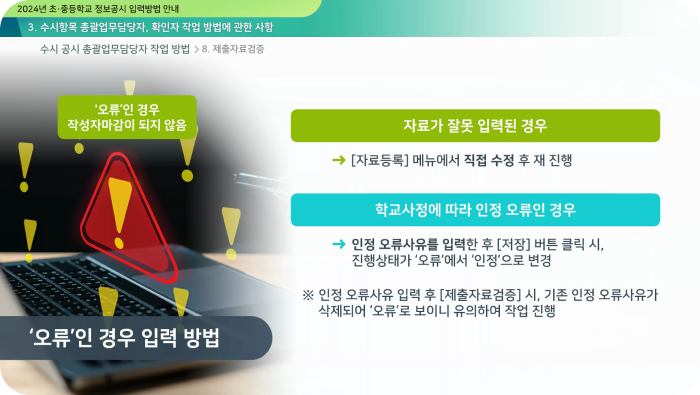 2024년 초·중등학교 정보공시 입력방법 안내
3. 수시항목 총괄업무담당자, 확인자 작업 방법에 관한 사항
수시 공시 총괄업무담당자 작업 방법 > 8. 제출자료검증
'오류'인 경우
작성자마감이 되지 않음
자료가 잘못 입력된 경우
→ [자료등록] 메뉴에서 직접 수정 후 재 진행
학교사정에 따라 인정 오류인 경우
→ 인정 오류사유를 입력한 후 [저장] 버튼 클릭 시,
진행상태가 '오류'에서 '인정'으로 변경
※ 인정 오류사유 입력 후 [제출자료검증] 시, 기존 인정 오류사유가
삭제되어 '오류'로 보이니 유의하여 작업 진행
'오류'인 경우 입력 방법